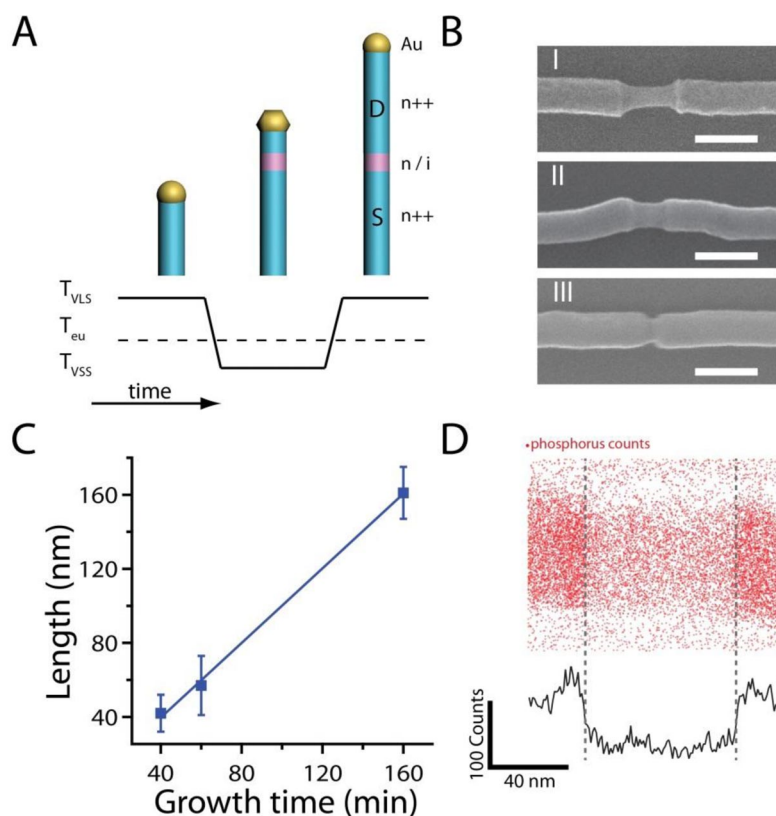 A
Au
D
n++
n / i
S
n++
T_VLS
T_eu
T_VSS
time
B
I
II
III
C
Length (nm)
160
120
80
40
40
80
120
160
Growth time (min)
D
•phosphorus counts
100 Counts
40 nm